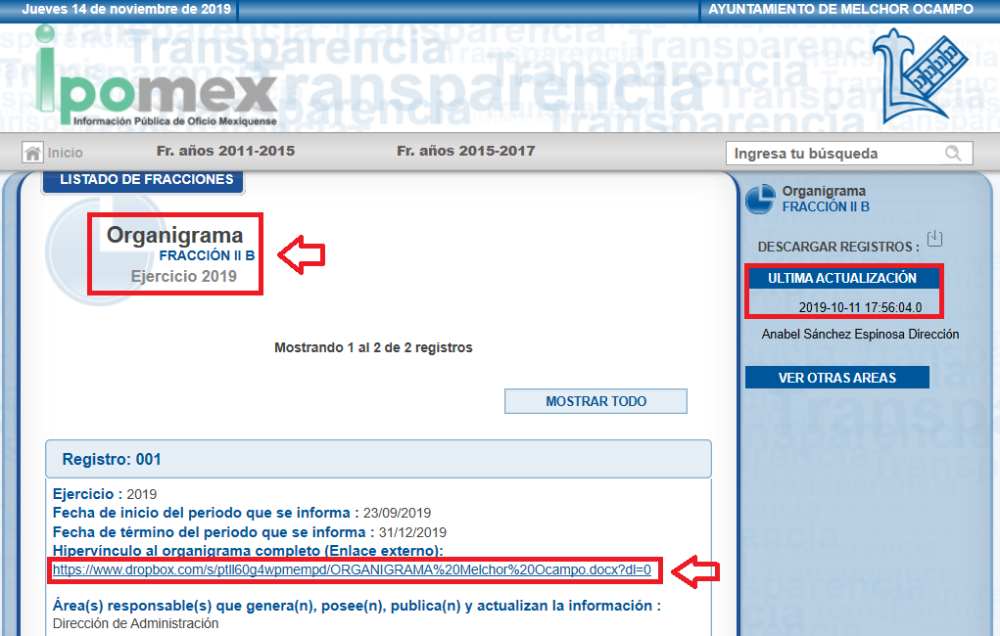 Jueves 14 de noviembre de 2019
AYUNTAMIENTO DE MELCHOR OCAMPO
Transparencia
ipomex
Información Pública de Oficio Mexiquense
Inicio
Fr. años 2011-2015
Fr. años 2015-2017
Ingresa tu búsqueda
LISTADO DE FRACCIONES
Organigrama
FRACCIÓN II B
Ejercicio 2019
Mostrando 1 al 2 de 2 registros
MOSTRAR TODO
Registro: 001
Ejercicio : 2019
Fecha de inicio del periodo que se informa : 23/09/2019
Fecha de término del periodo que se informa : 31/12/2019
Hipervínculo al organigrama completo (Enlace externo):
https://www.dropbox.com/s/ptll60g4wpmempd/ORGANIGRAMA%20Melchor%20Ocampo.docx?dl=0
Área(s) responsable(s) que genera(n), posee(n), publica(n) y actualizan la información :
Dirección de Administración
Organigrama
FRACCIÓN II B
DESCARGAR REGISTROS :
ULTIMA ACTUALIZACIÓN
2019-10-11 17:56:04.0
Anabel Sánchez Espinosa Dirección
VER OTRAS AREAS